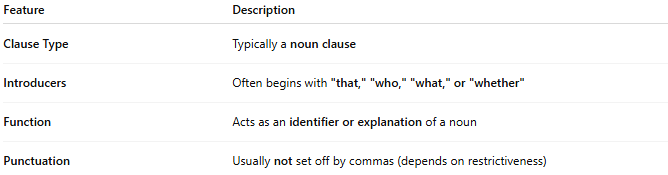 Feature Description
Clause Type Typically a noun clause
Introducers Often begins with "that," "who," "what," or "whether"
Function Acts as an identifier or explanation of a noun
Punctuation Usually not set off by commas (depends on restrictiveness)